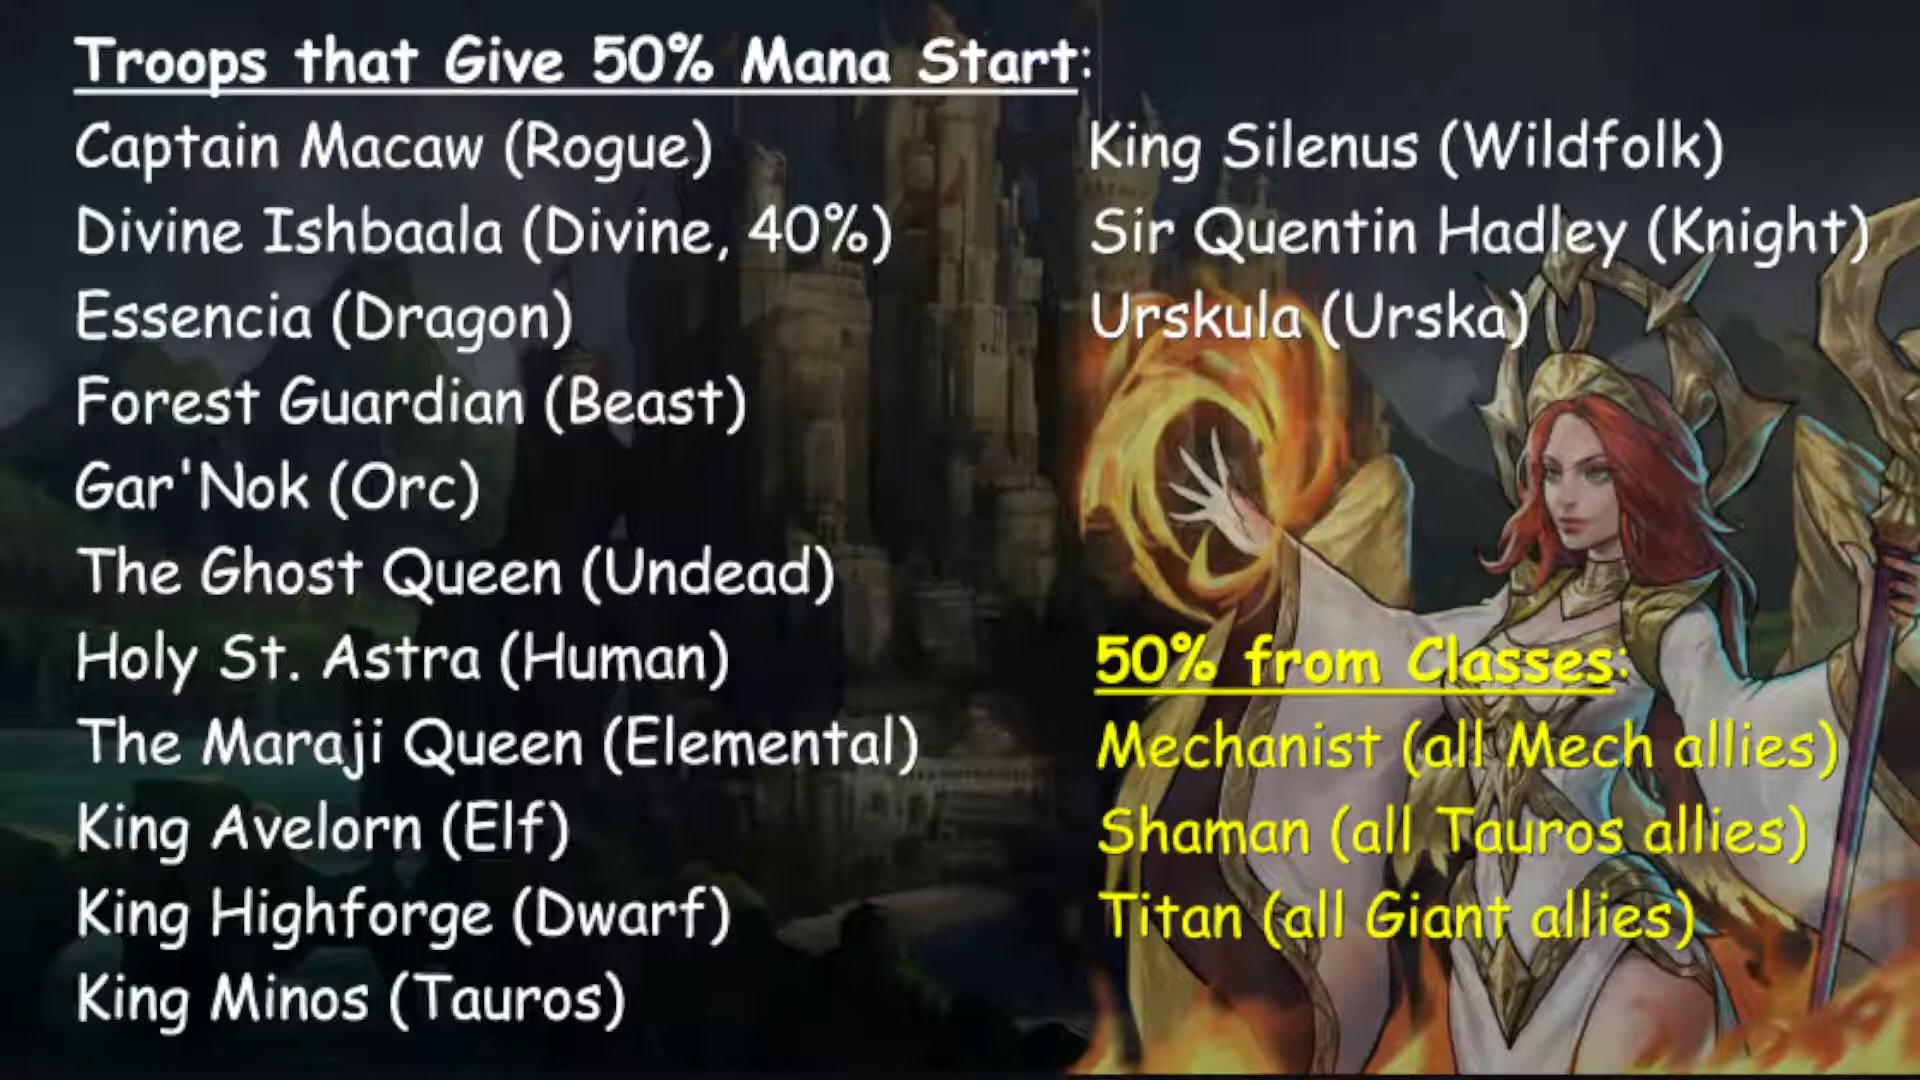 Troops that Give 50% Mana Start:
Captain Macaw (Rogue)
Divine Ishbaala (Divine, 40%)
Essencia (Dragon)
Forest Guardian (Beast)
Gar'Nok (Orc)
The Ghost Queen (Undead)
Holy St. Astra (Human)
The Maraji Queen (Elemental)
King Avelorn (Elf)
King Highforge (Dwarf)
King Minos (Tauros)
King Silenus (Wildfolk)
Sir Quentin Hadley (Knight)
Urskula (Urska)
50% from Classes:
Mechanist (all Mech allies)
Shaman (all Tauros allies)
Titan (all Giant allies)